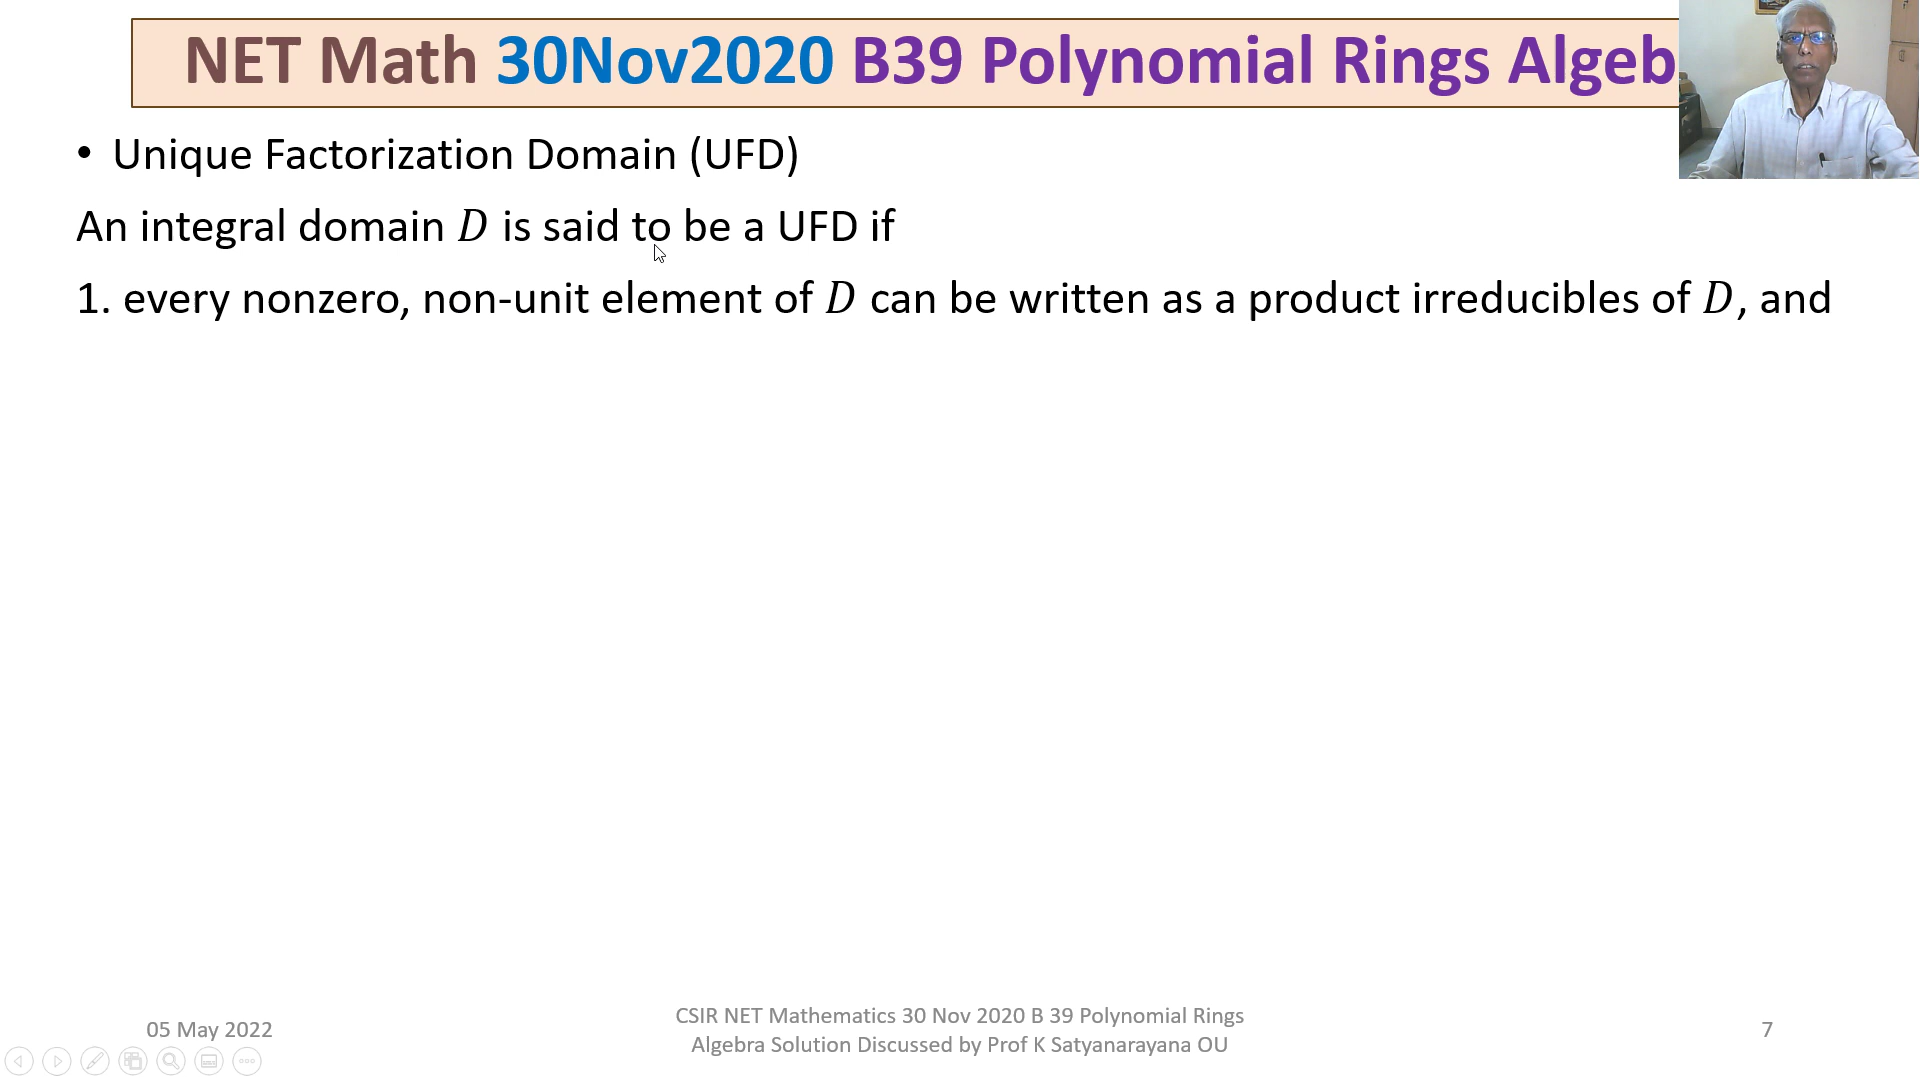 NET Math 30Nov2020 B39 Polynomial Rings Algeb
• Unique Factorization Domain (UFD)
An integral domain D is said to be a UFD if
1. every nonzero, non-unit element of D can be written as a product irreducibles of D, and
05 May 2022
CSIR NET Mathematics 30 Nov 2020 B 39 Polynomial Rings
Algebra Solution Discussed by Prof K Satyanarayana OU
7